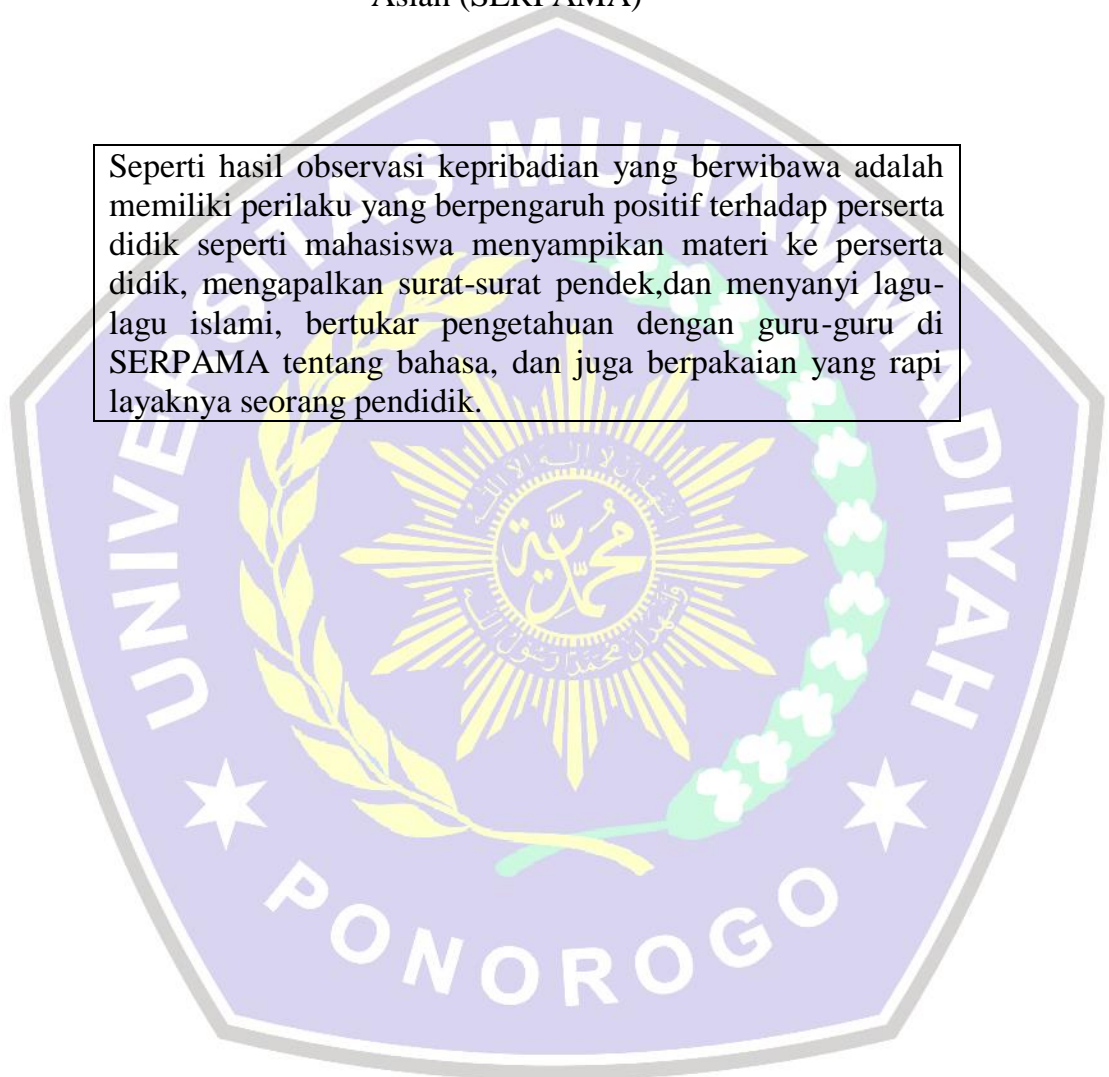 Asian (SERPAMA)
Seperti hasil observasi kepribadian yang berwibawa adalah
memiliki perilaku yang berpengaruh positif terhadap perserta
didik seperti mahasiswa menyampikan materi ke perserta
didik, mengapalkan surat-surat pendek,dan menyanyi lagu-
lagu islami, bertukar pengetahuan dengan guru-guru di
SERPAMA tentang bahasa, dan juga berpakaian yang rapi
layaknya seorang pendidik.
UNIVERSITAS MUHAMMADIYAH
محمدية
PONOROGO